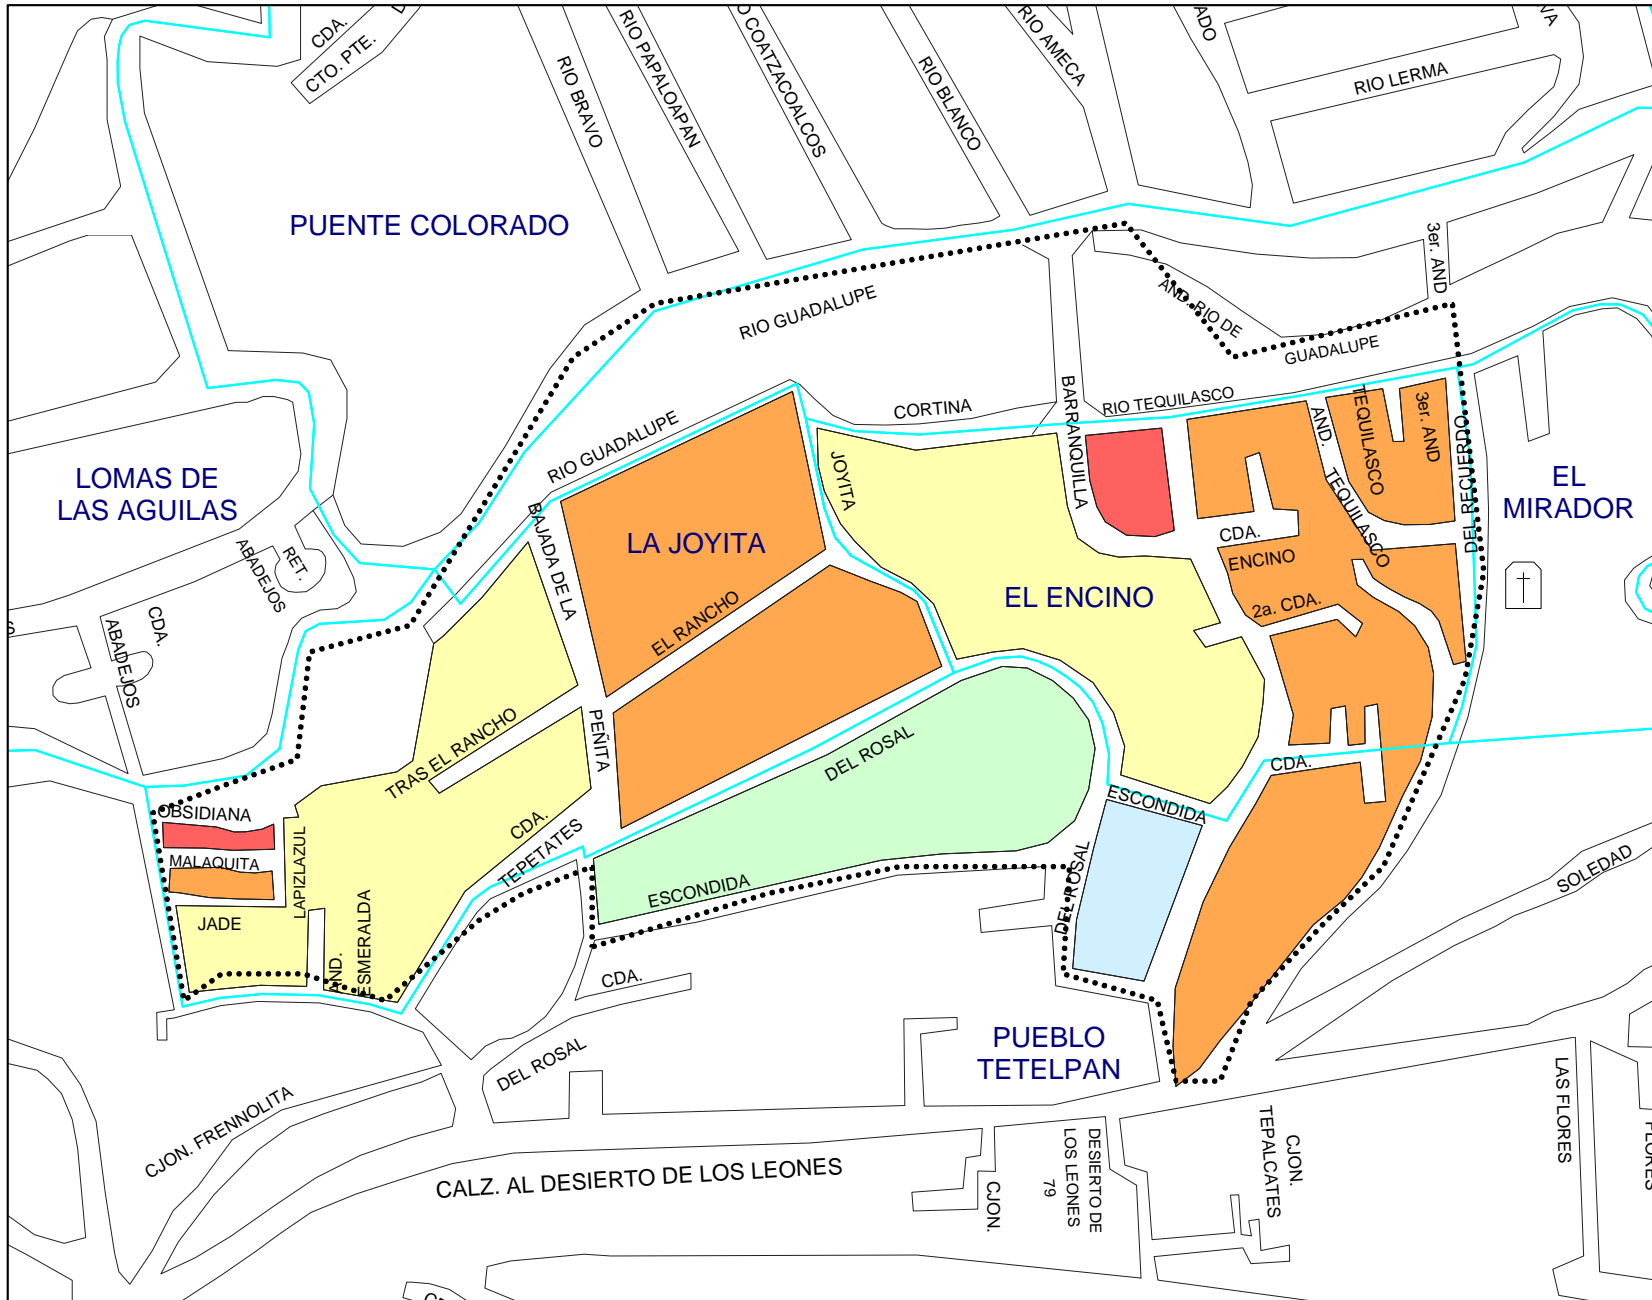 CDA.
CTO. PTE.
RIO BRAVO
RIO PAPALOAPAN
COATZACOALCOS
RIO BLANCO
RIO AMECA
ADO
RIO LERMA
PUENTE COLORADO
3er. AND
RIO GUADALUPE
AND. RIO DE
GUADALUPE
RIO GUADALUPE
CORTINA
BARRANQUILLA
RIO TEQUILASCO
AND.
TEQUILASCO
TEQUILASCO
3er. AND
DEL RECUERDO
LOMAS DE
LAS AGUILAS
EL
MIRADOR
JOYITA
BAJADA DE LA
PEÑITA
LA JOYITA
EL RANCHO
EL ENCINO
CDA.
ENCINO
2a. CDA.
RET.
ABADEJOS
CDA.
ABADEJOS
TRAS EL RANCHO
DEL ROSAL
CDA.
OBSIDIANA
MALAQUITA
JADE
LAPIZLAZUL
AND.
ESMERALDA
CDA.
TEPETATES
ESCONDIDA
ESCONDIDA
DEL ROSAL
SOLEDAD
CDA.
DEL ROSAL
PUEBLO
TETELPAN
CJON. FRENNOLITA
CALZ. AL DESIERTO DE LOS LEONES
CJON.
DESIERTO DE
LOS LEONES
79
CJON.
TEPALCATES
LAS FLORES
FLORES